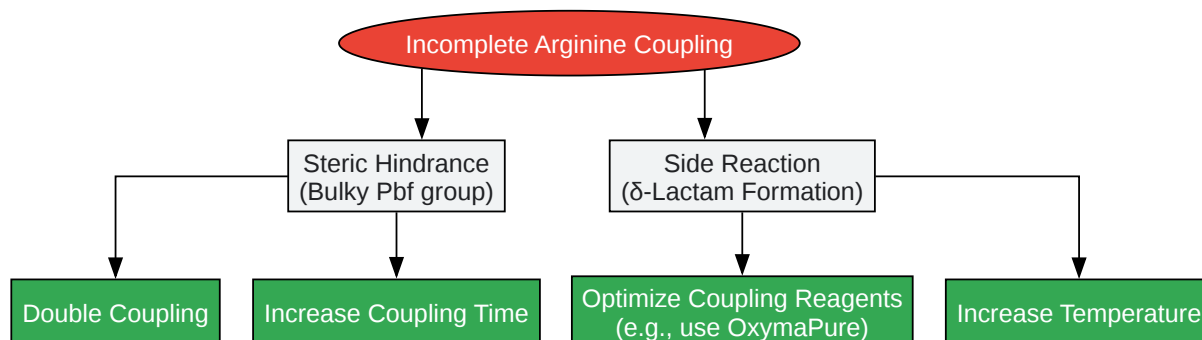 Incomplete Arginine Coupling
Steric Hindrance
(Bulky Pbf group)
Side Reaction
(δ-Lactam Formation)
Double Coupling
Increase Coupling Time
Optimize Coupling Reagents
(e.g., use OxymaPure)
Increase Temperature